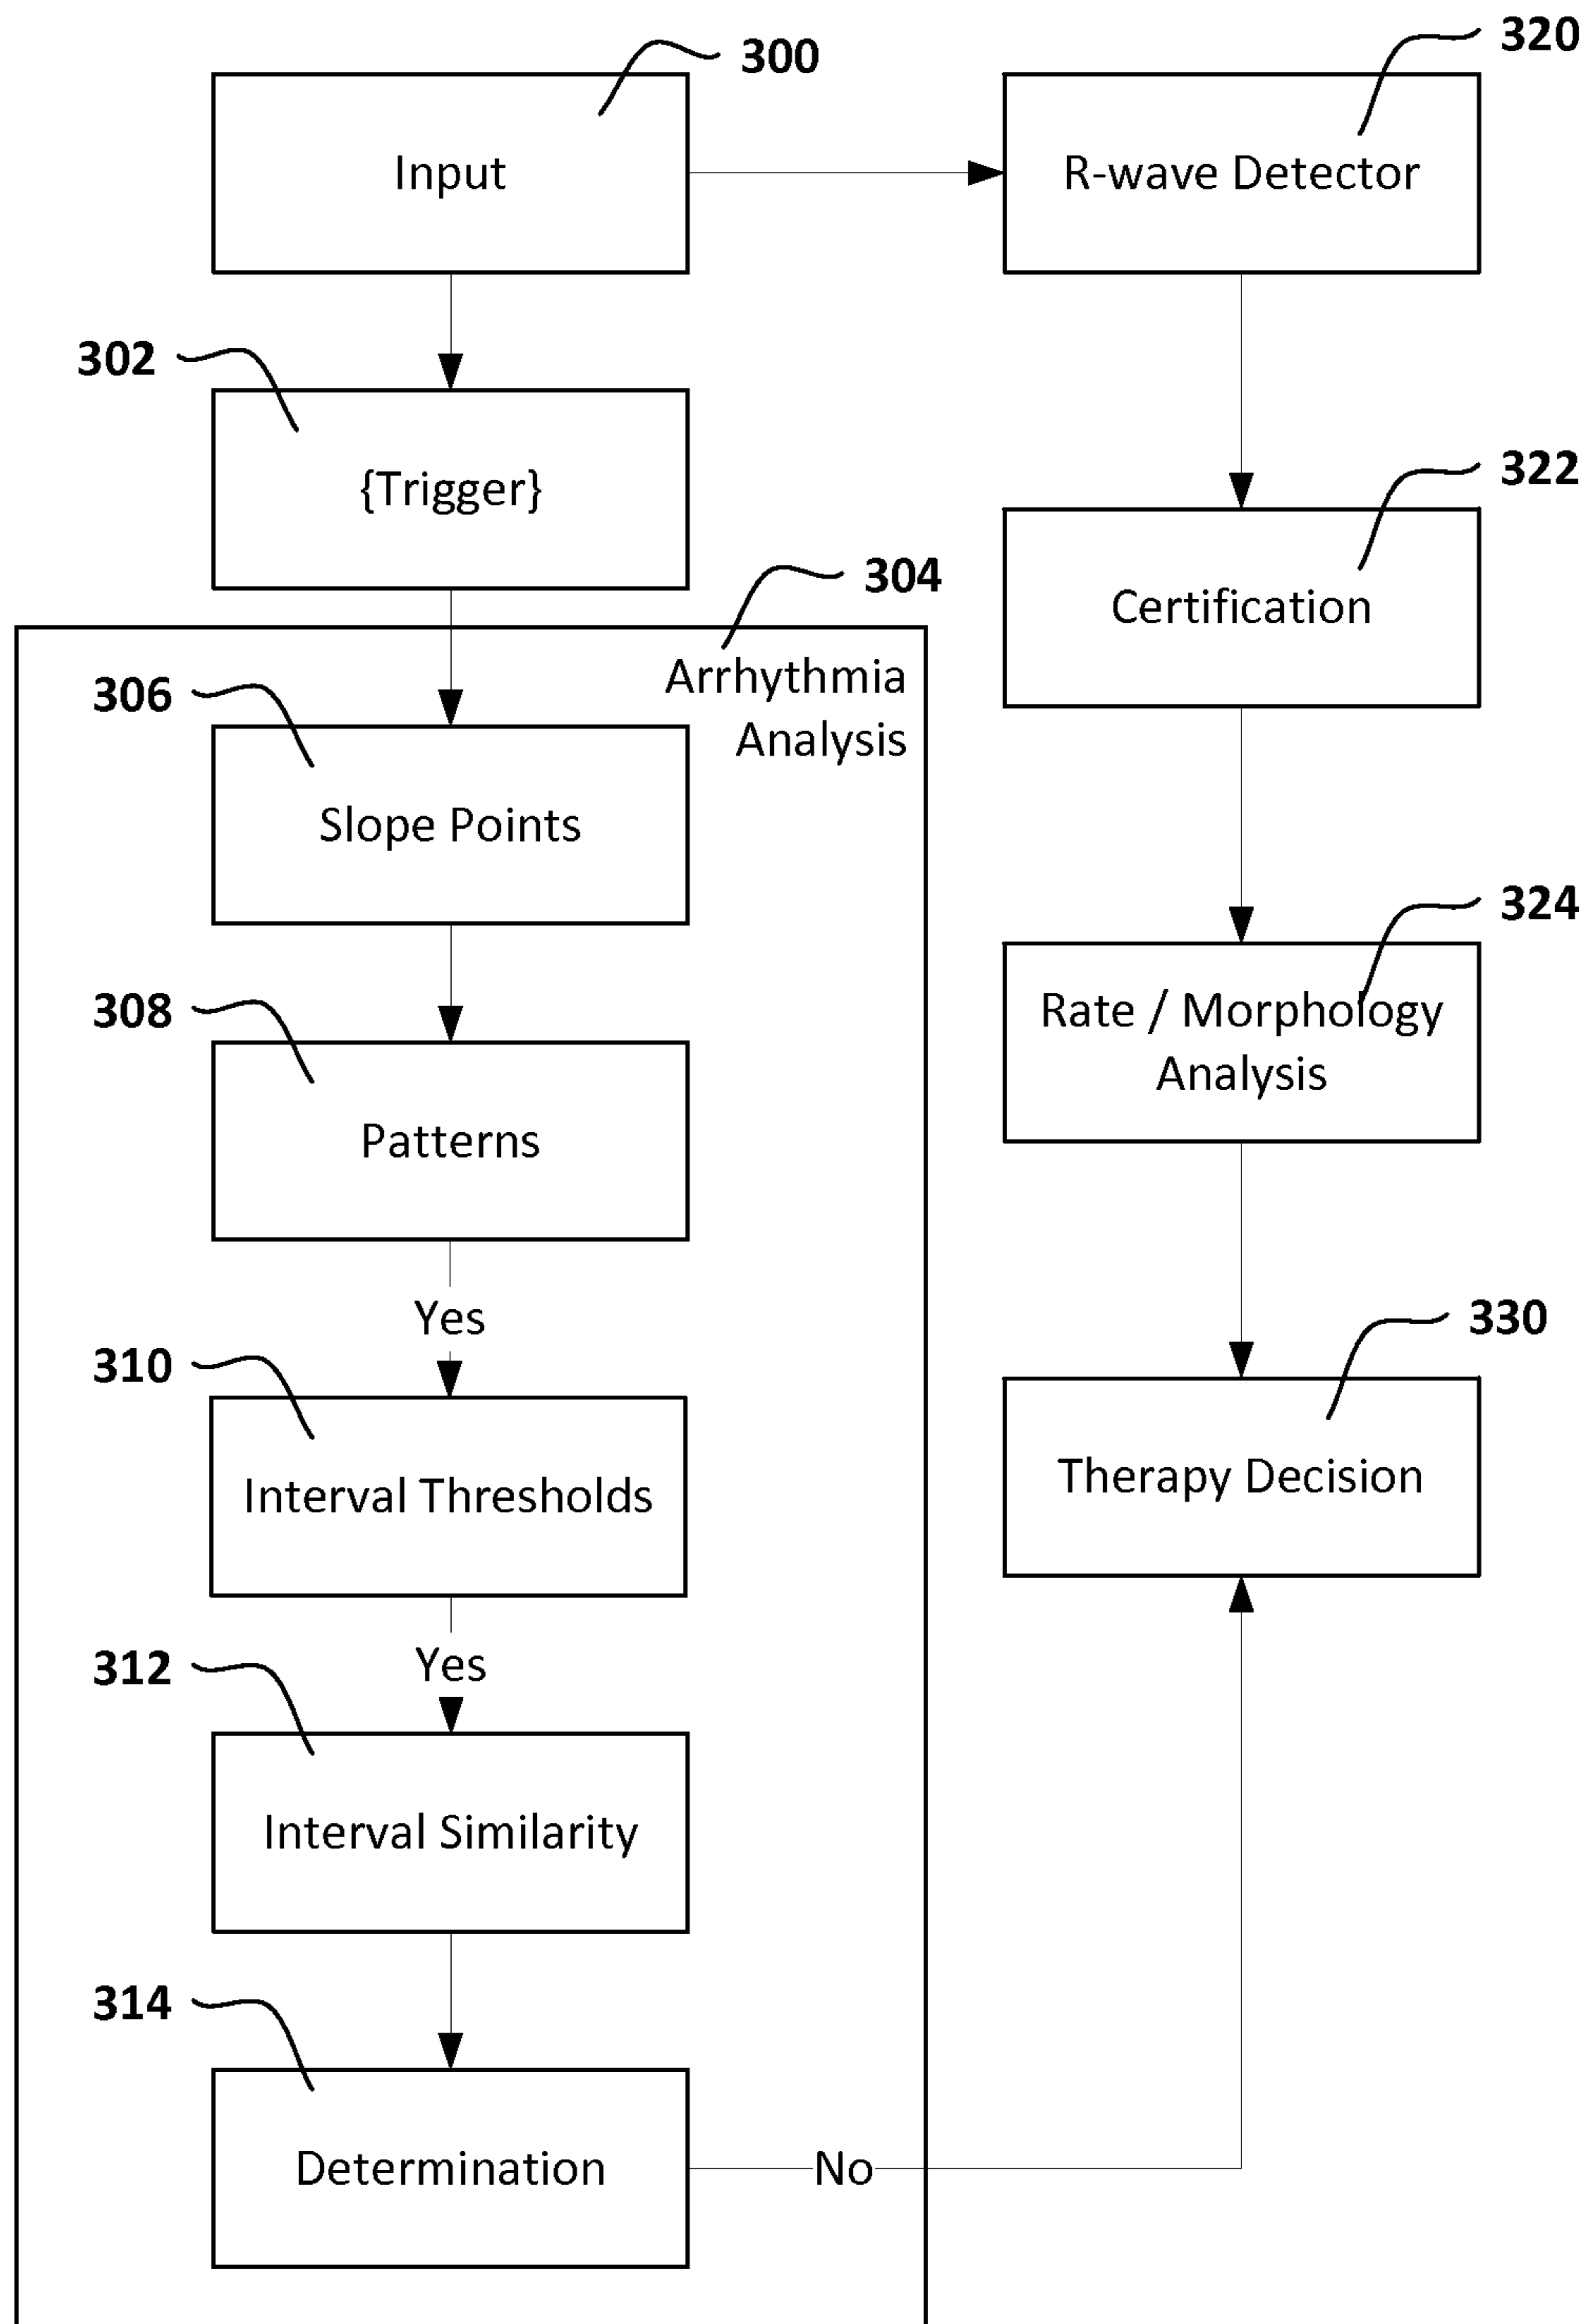 300
320
Input
R-wave Detector
302
{Trigger}
322
Certification
304
Arrhythmia
Analysis
306
Slope Points
324
Rate / Morphology
Analysis
308
Patterns
Yes
330
310
Interval Thresholds
Therapy Decision
Yes
312
Interval Similarity
314
Determination
No